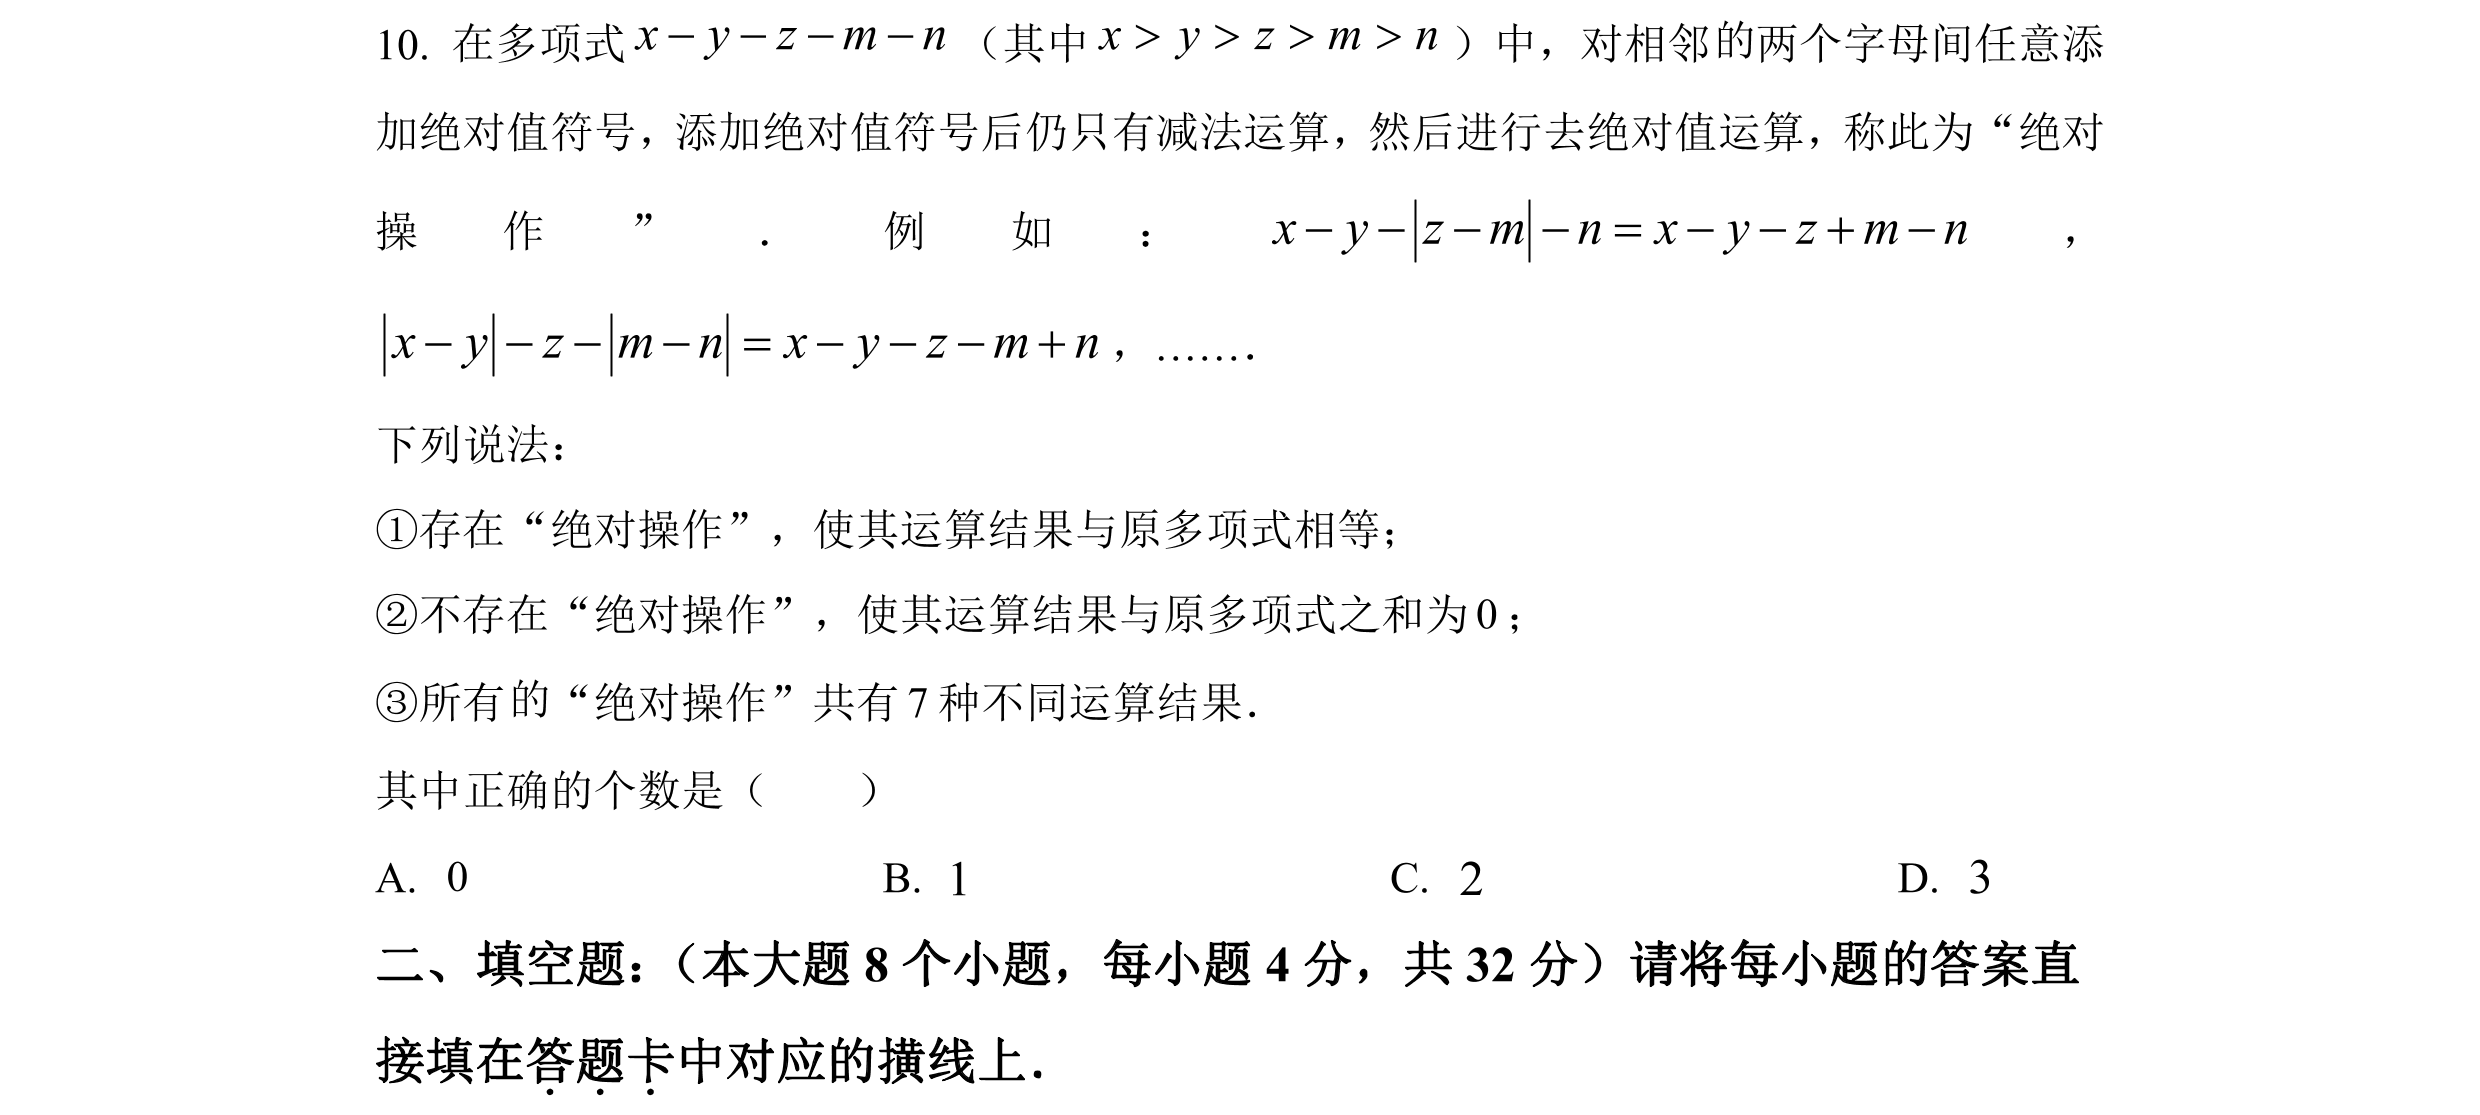 10. 在多项式x－y－z－m－n（其中x＞y＞z＞m＞n）中，对相邻的两个字母间任意添
加绝对值符号，添加绝对值符号后仍只有减法运算，然后进行去绝对值运算，称此为“绝对
操作”．例如：x－y－|z－m|－n＝x－y－z＋m－n，
|x－y|－z－|m－n|＝x－y－z－m＋n，…….
下列说法：
①存在“绝对操作”，使其运算结果与原多项式相等；
②不存在“绝对操作”，使其运算结果与原多项式之和为0；
③所有的“绝对操作”共有7种不同运算结果．
其中正确的个数是（　　）
A. 0 B. 1 C. 2 D. 3
二、填空题：（本大题8个小题，每小题4分，共32分）请将每小题的答案直
接填在答题卡中对应的横线上．